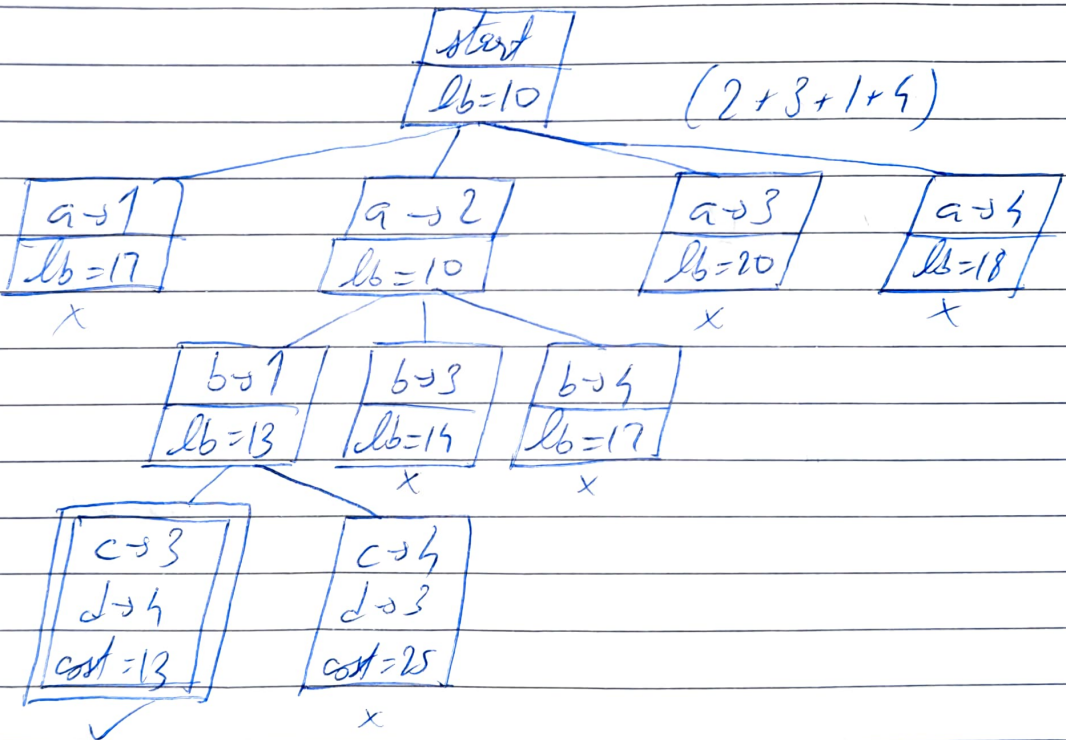 start
lb=10
(2+3+1+4)
a→1
lb=17
a→2
lb=10
a→3
lb=20
a→4
lb=18
x
x
x
b→1
lb=13
b→3
lb=14
b→4
lb=17
x
x
c→3
d→4
cost=13
c→4
d→3
cost=25
✓
x